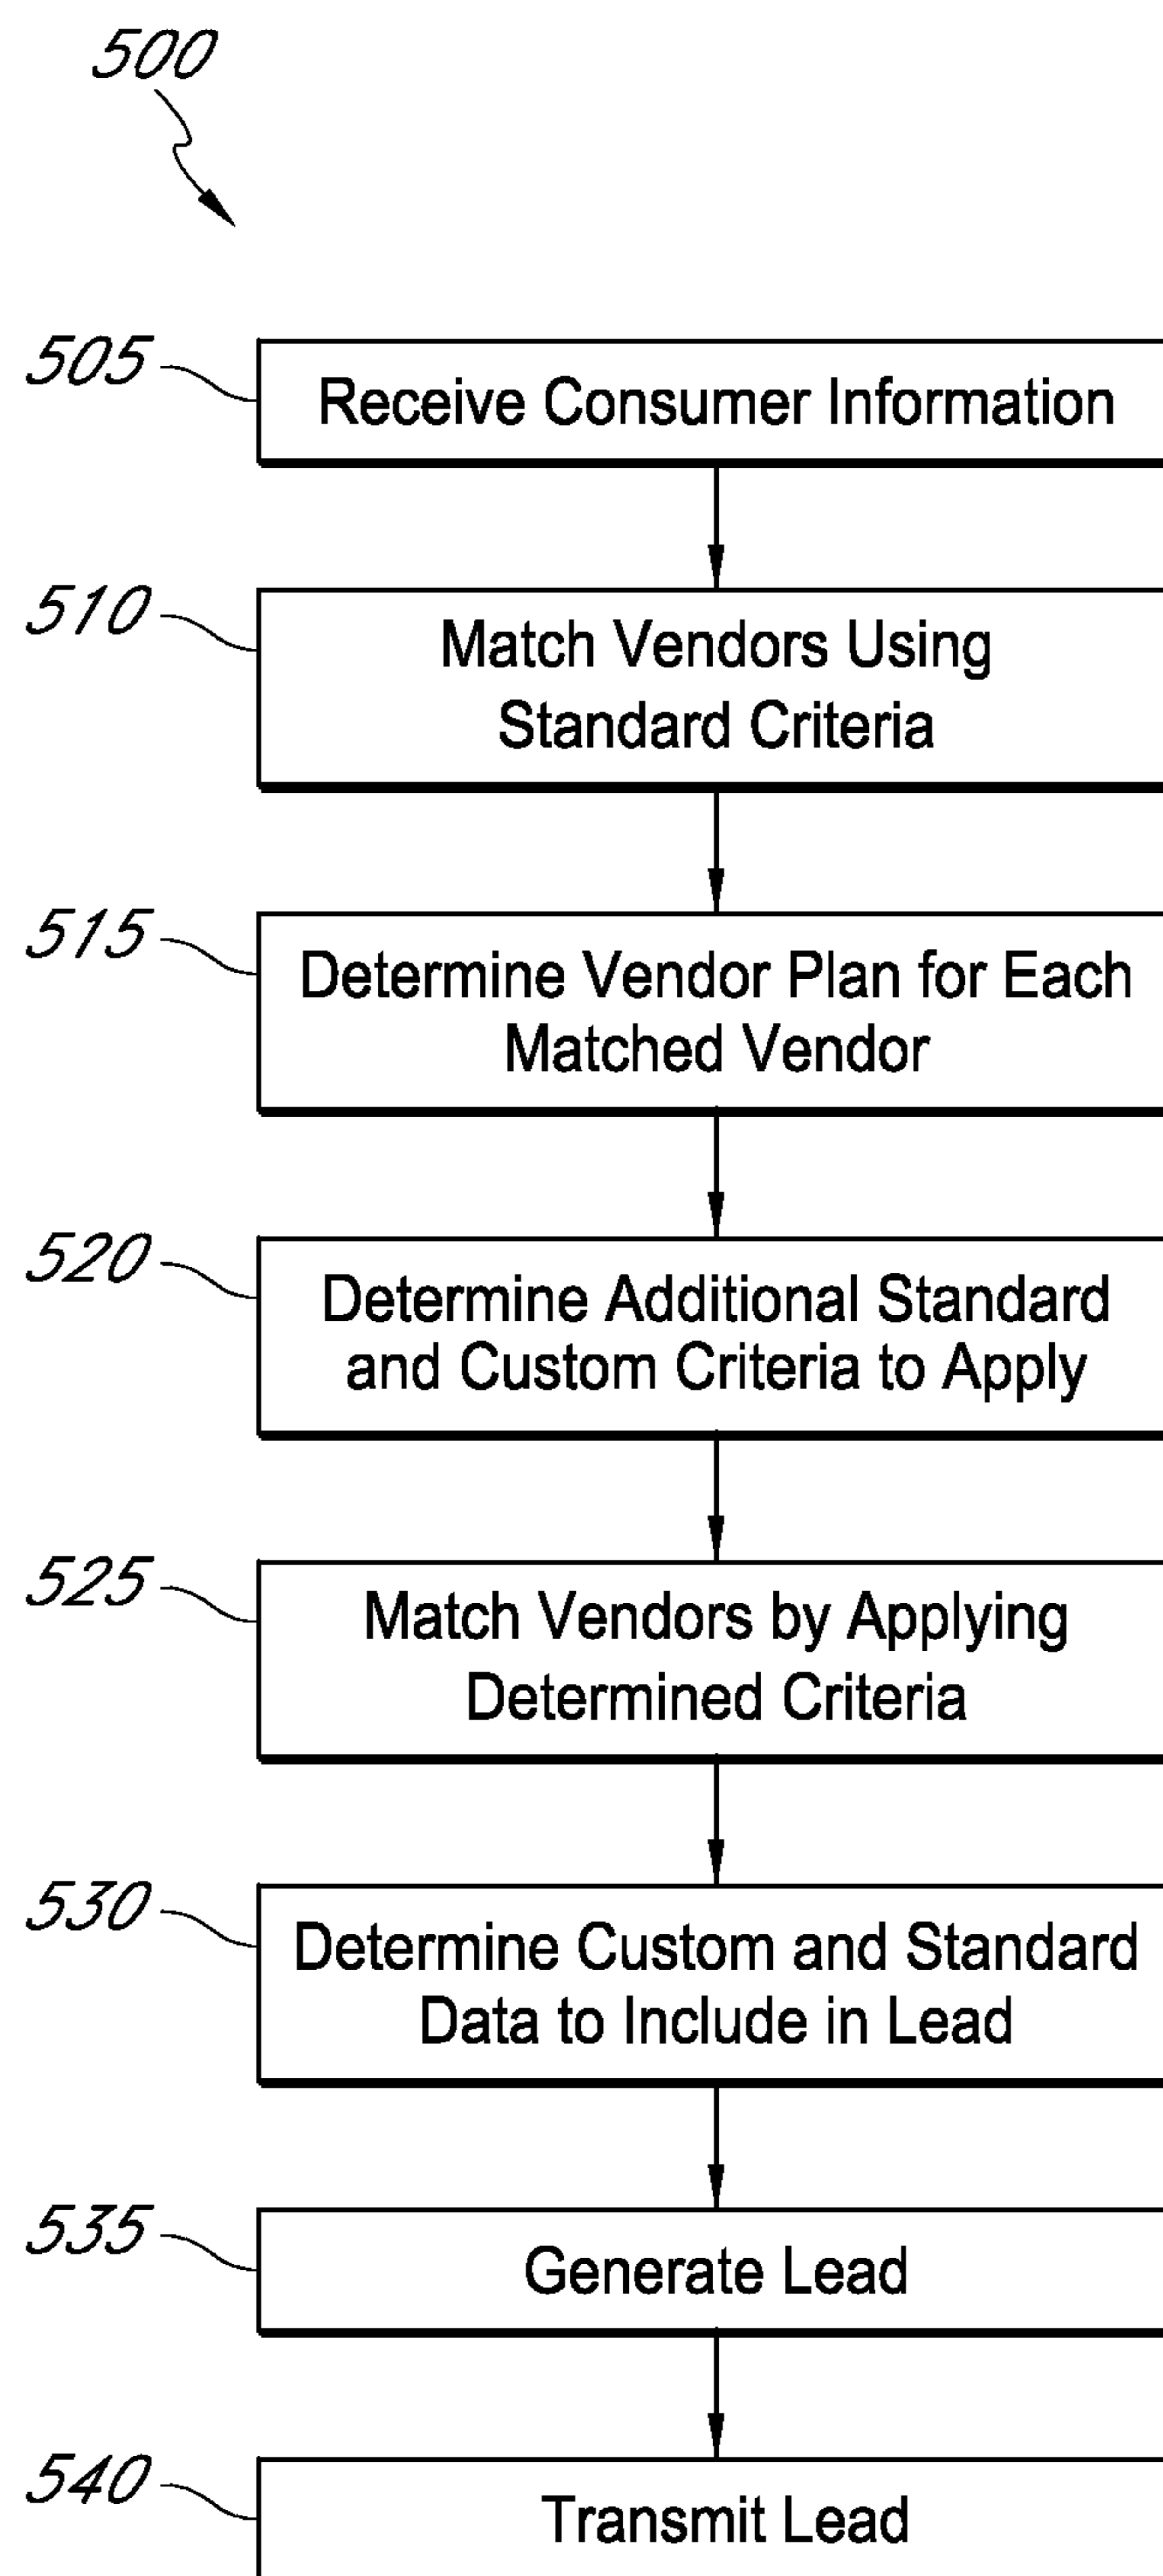 500
505
Receive Consumer Information
510
Match Vendors Using
Standard Criteria
515
Determine Vendor Plan for Each
Matched Vendor
520
Determine Additional Standard
and Custom Criteria to Apply
525
Match Vendors by Applying
Determined Criteria
530
Determine Custom and Standard
Data to Include in Lead
535
Generate Lead
540
Transmit Lead